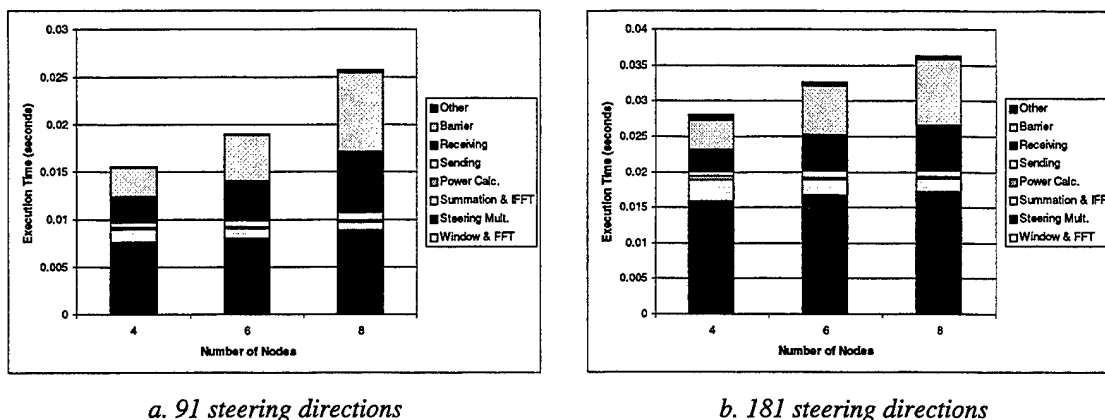 0.03
0.025
0.02
0.015
0.01
0.005
0
Execution Time (seconds)
4
6
8
Number of Nodes
Other
Barrier
Receiving
Sending
Power Calc.
Summation & IFFT
Steering Mult.
Window & FFT
a. 91 steering directions
0.04
0.035
0.03
0.025
0.02
0.015
0.01
0.005
0
Execution Time (seconds)
4
6
8
Number of Nodes
Other
Barrier
Receiving
Sending
Power Calc.
Summation & IFF
Steering Mult.
Window & FFT
b. 181 steering directions